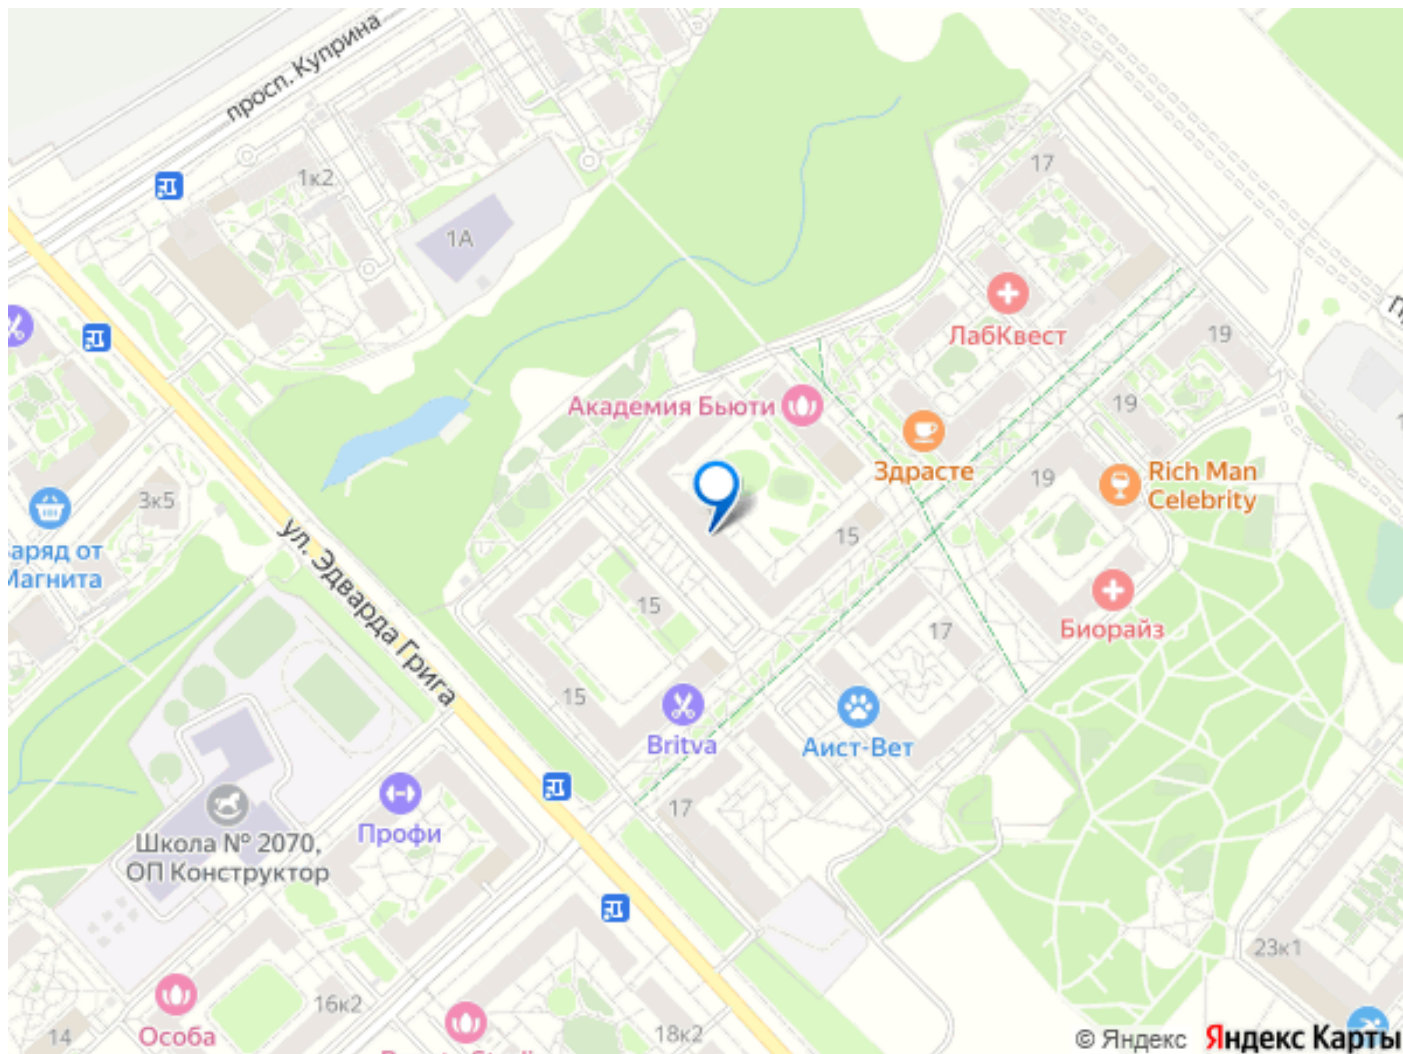 просп. Куприна
1к2
17
1А
ЛабКвест
19
19
Академия Бьюти
Здрасте
19
Rich Man
Celebrity
3к5
ул. Эдварда Грига
15
аряд от
Магнита
15
17
Биорайз
15
Britva
Аист-Вет
17
Профи
Школа № 2070,
ОП Конструктор
23к1
16к2
14
Особа
18к2
© Яндекс Яндекс Карты